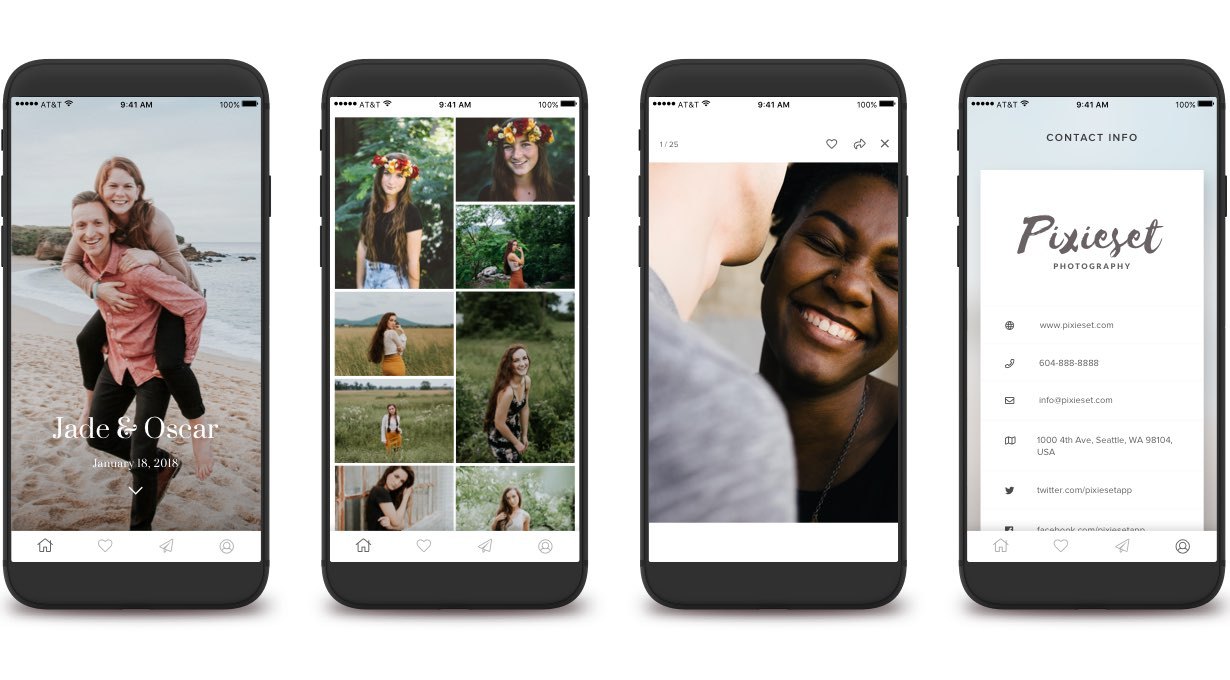 AT&T 9:41 AM 100%
Jade & Oscar
January 18, 2018
AT&T 9:41 AM 100%
AT&T 9:41 AM 100%
1 / 25
AT&T 9:41 AM 100%
CONTACT INFO
Pixieset
PHOTOGRAPHY
www.pixieset.com
604-888-8888
info@pixieset.com
1000 4th Ave, Seattle, WA 98104,
USA
twitter.com/pixiesetapp
facebook.com/pixiesetapp